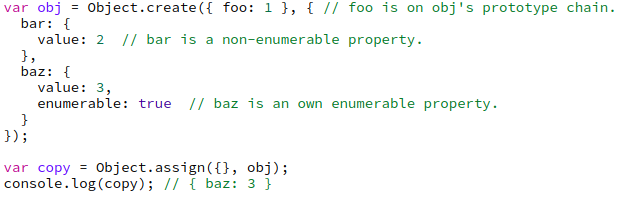 var obj = Object.create({ foo: 1 }, { // foo is on obj's prototype chain.
  bar: {
    value: 2  // bar is a non-enumerable property.
  },
  baz: {
    value: 3,
    enumerable: true  // baz is an own enumerable property.
  }
});

var copy = Object.assign({}, obj);
console.log(copy); // { baz: 3 }